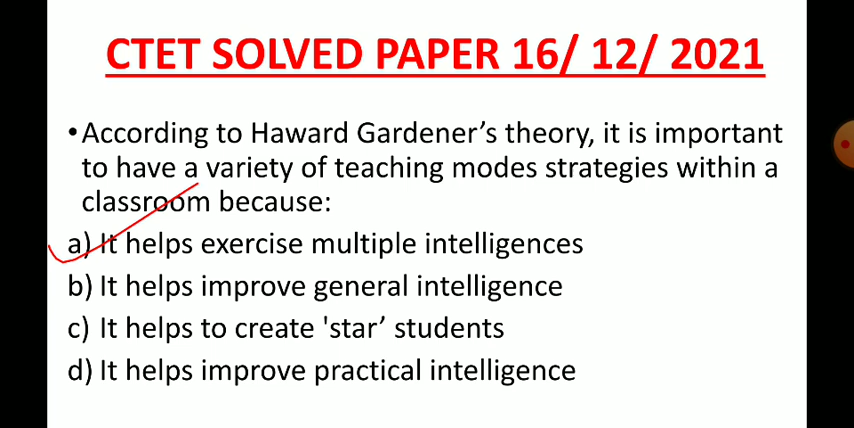 CTET SOLVED PAPER 16/ 12/ 2021
•According to Haward Gardener’s theory, it is important
to have a variety of teaching modes strategies within a
classroom because:
a) It helps exercise multiple intelligences
b) It helps improve general intelligence
c) It helps to create 'star’ students
d) It helps improve practical intelligence